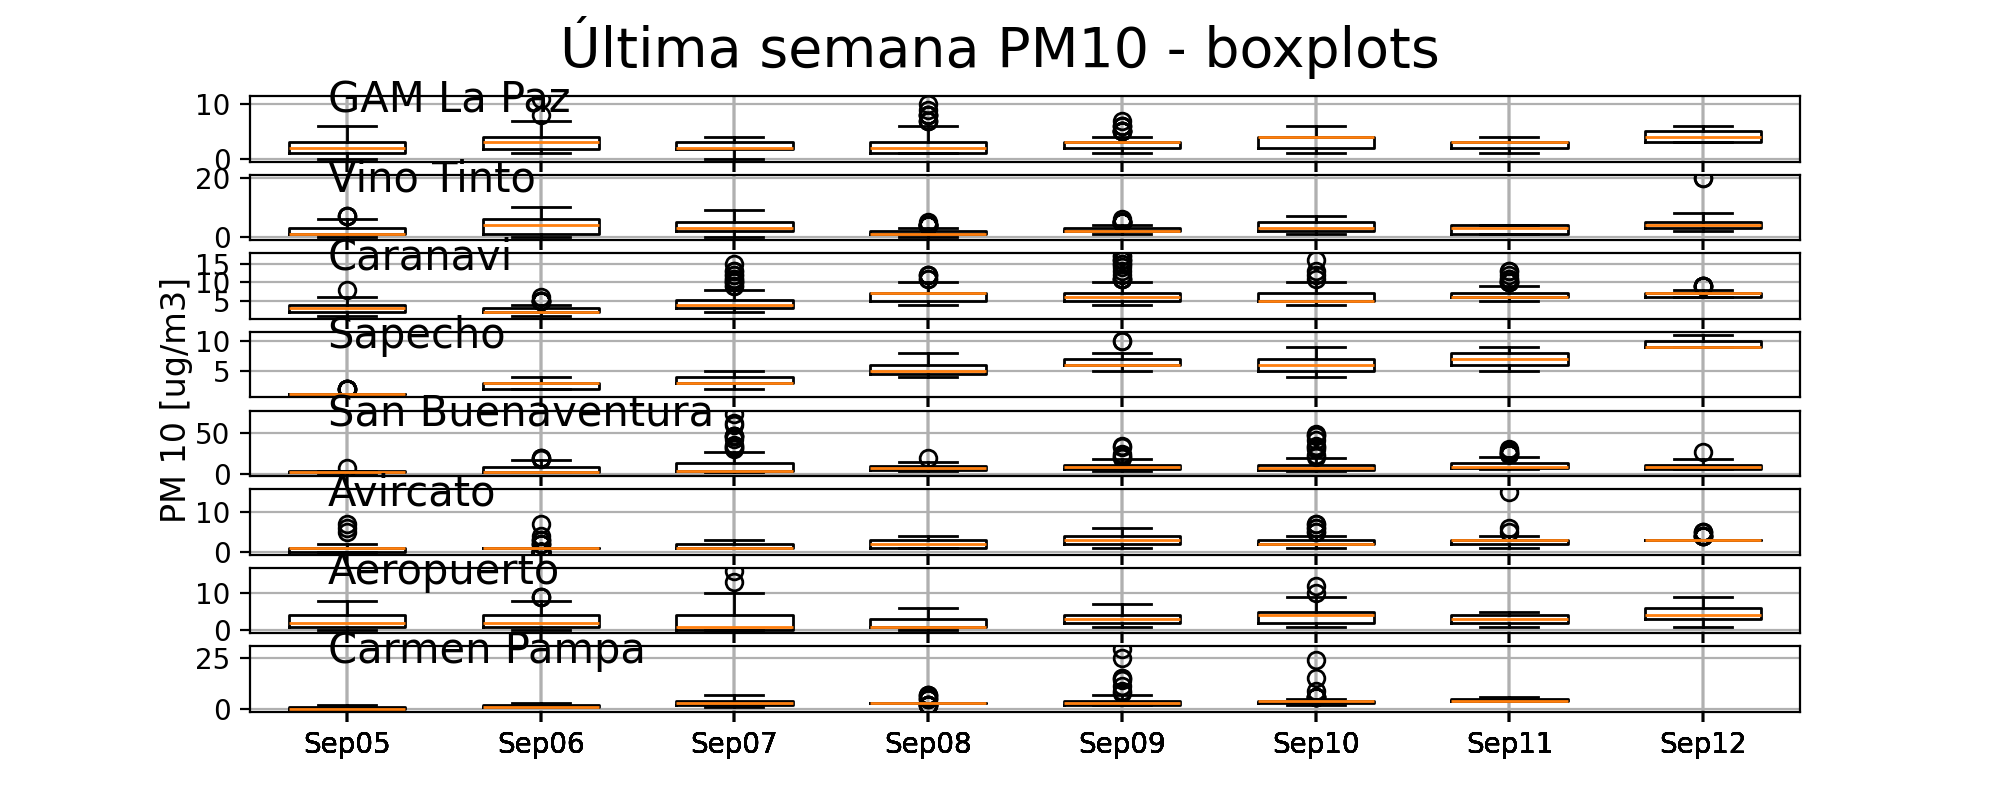 Última semana PM10 - boxplots
PM 10 [ug/m3]
GAM La Paz
10
0
Vino Tinto
20
0
Caranavi
15
10
5
Sapecho
10
5
San Buenaventura
50
0
Avircato
10
0
Aeropuerto
10
0
Carmen Pampa
25
0
Sep05 Sep06 Sep07 Sep08 Sep09 Sep10 Sep11 Sep12